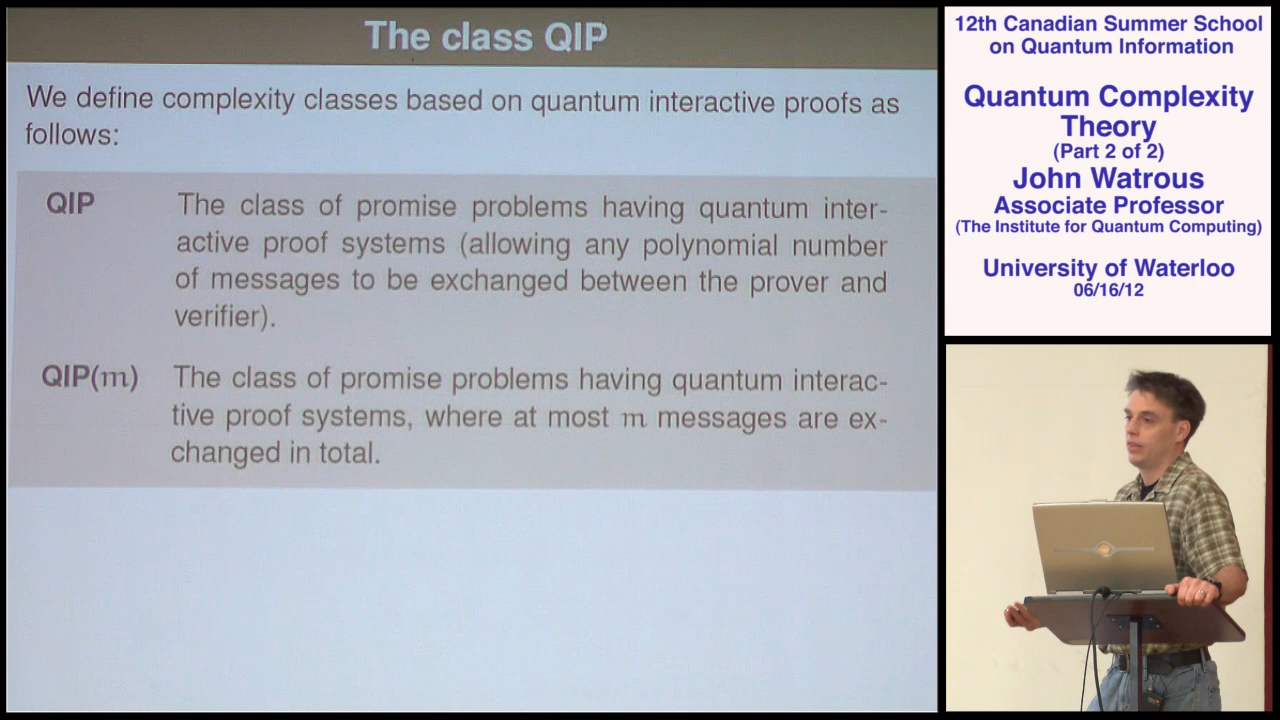 The class QIP
We define complexity classes based on quantum interactive proofs as
follows:
QIP The class of promise problems having quantum inter-
active proof systems (allowing any polynomial number
of messages to be exchanged between the prover and
verifier).
QIP(m) The class of promise problems having quantum interac-
tive proof systems, where at most m messages are ex-
changed in total.
12th Canadian Summer School
on Quantum Information
Quantum Complexity
Theory
(Part 2 of 2)
John Watrous
Associate Professor
(The Institute for Quantum Computing)
University of Waterloo
06/16/12